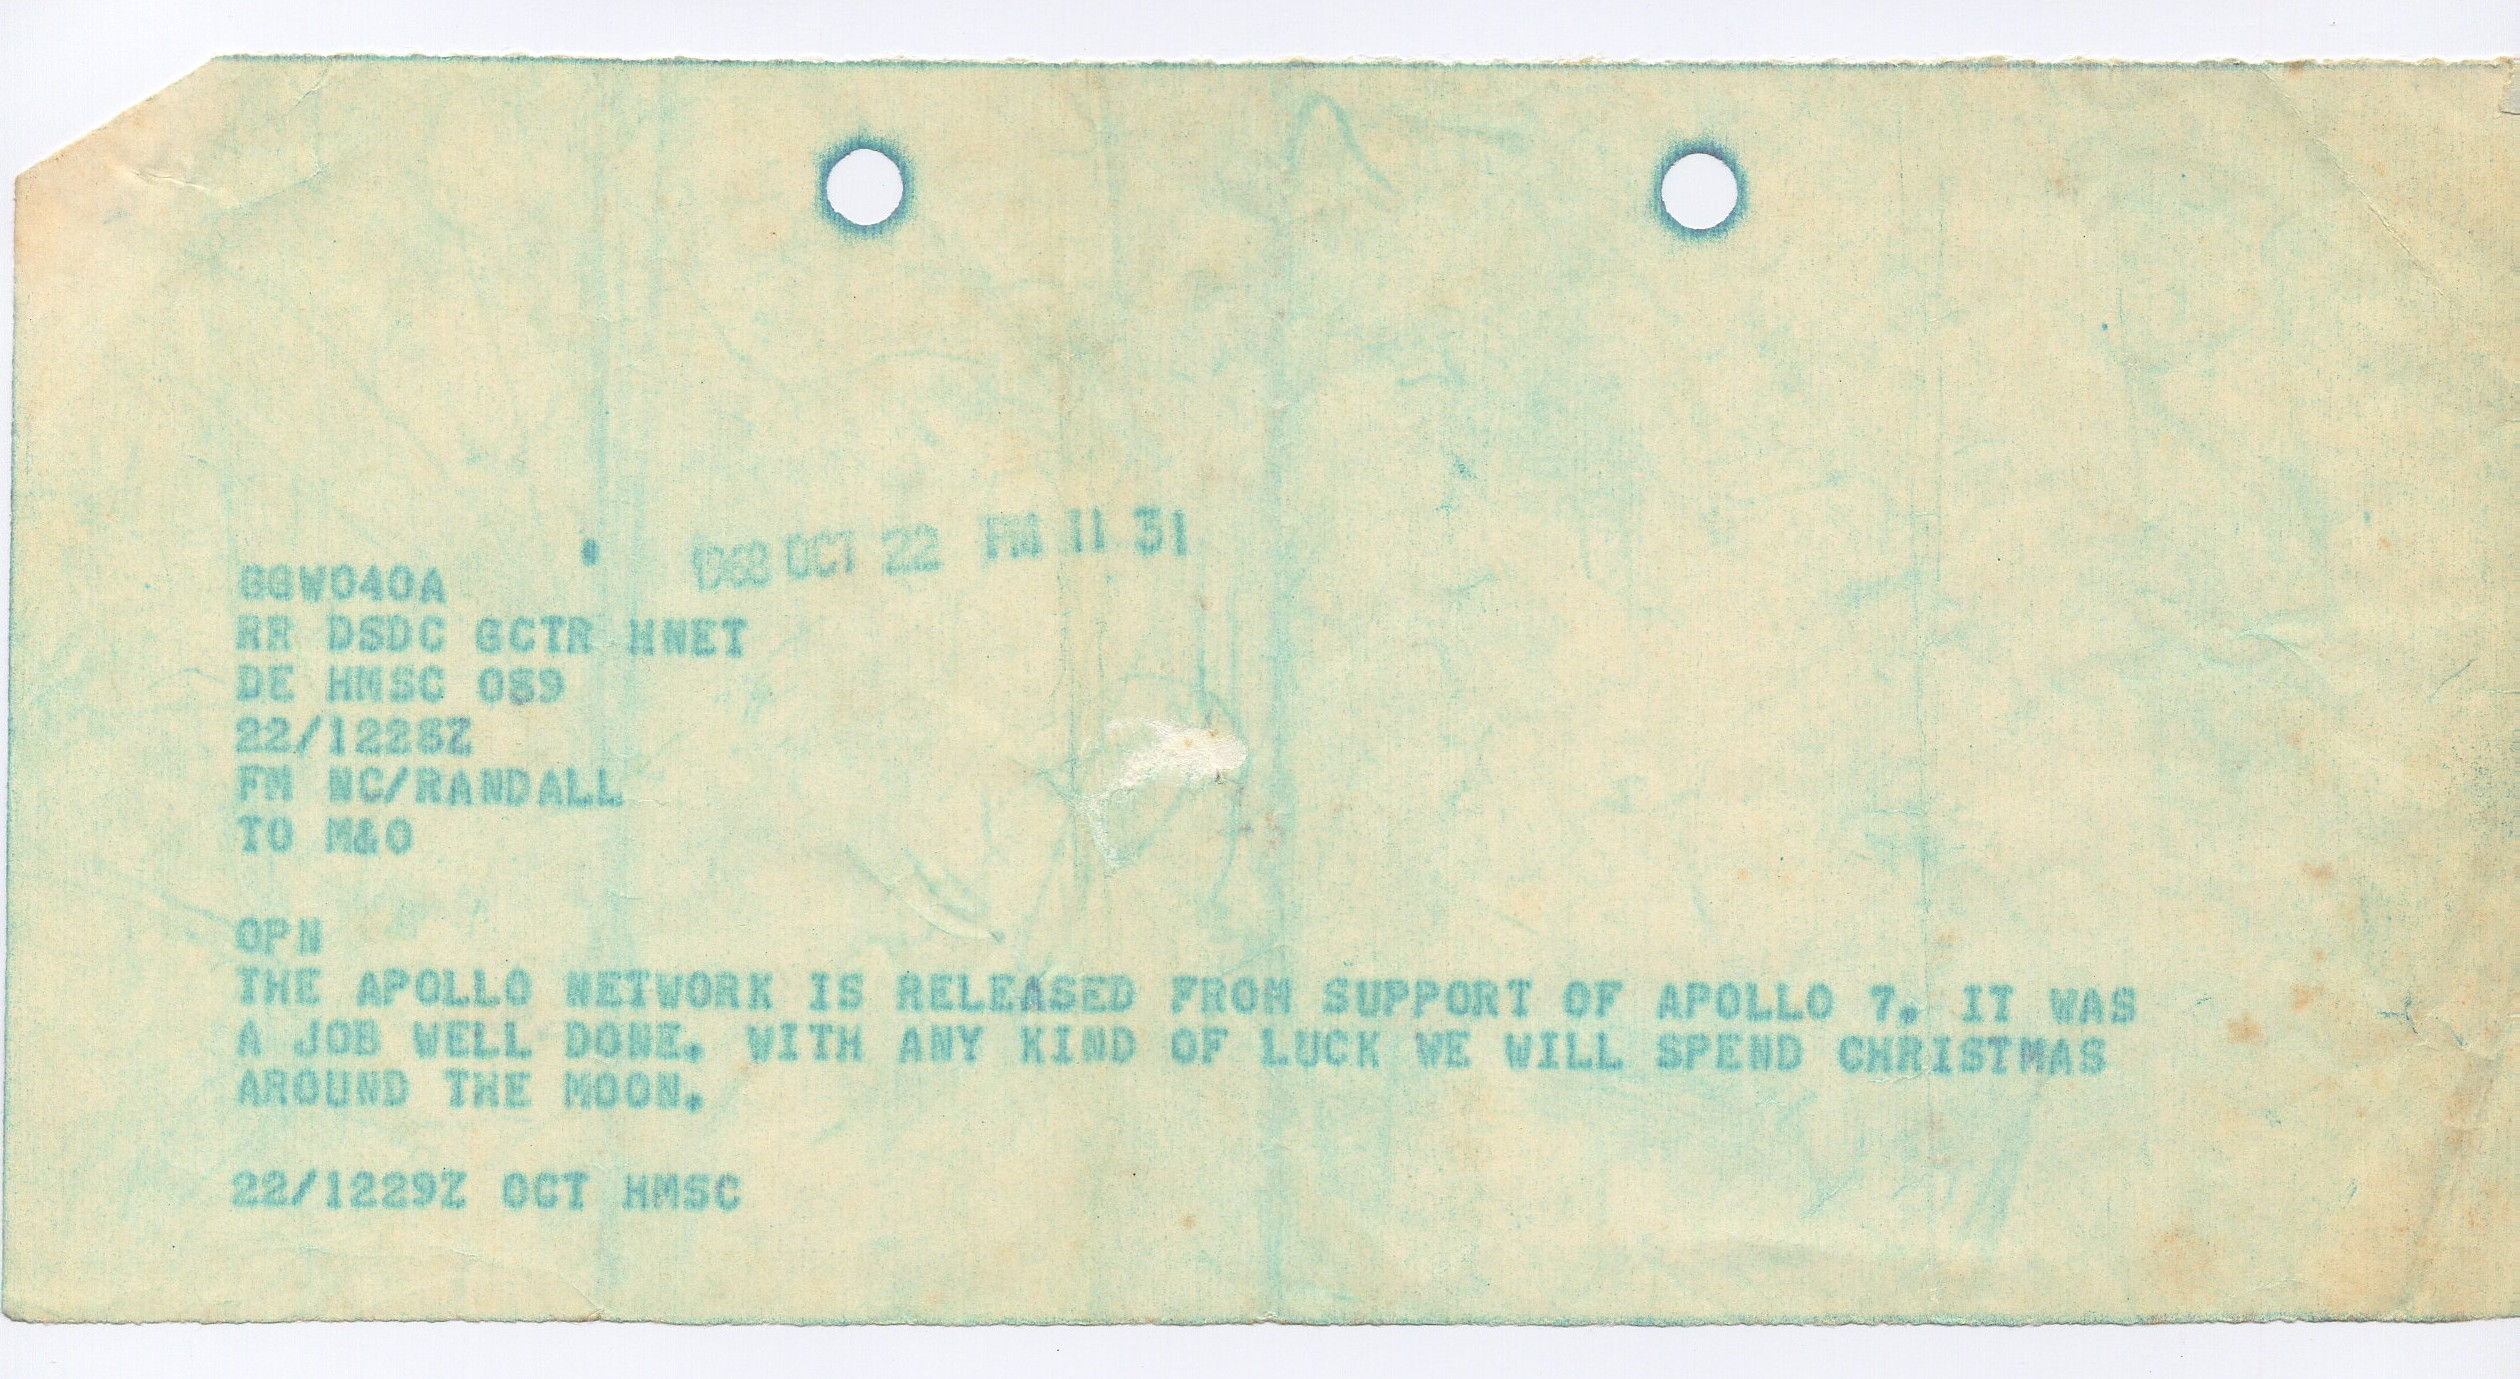 1968 OCT 22 PM 11 31
GGW040A
RR DSDC GCTR HNET
DE HMSC 089
22/1228Z
FM NC/RANDALL
TO M&O
OPN
THE APOLLO NETWORK IS RELEASED FROM SUPPORT OF APOLLO 7. IT WAS
A JOB WELL DONE. WITH ANY KIND OF LUCK WE WILL SPEND CHRISTMAS
AROUND THE MOON.
22/1229Z OCT HMSC